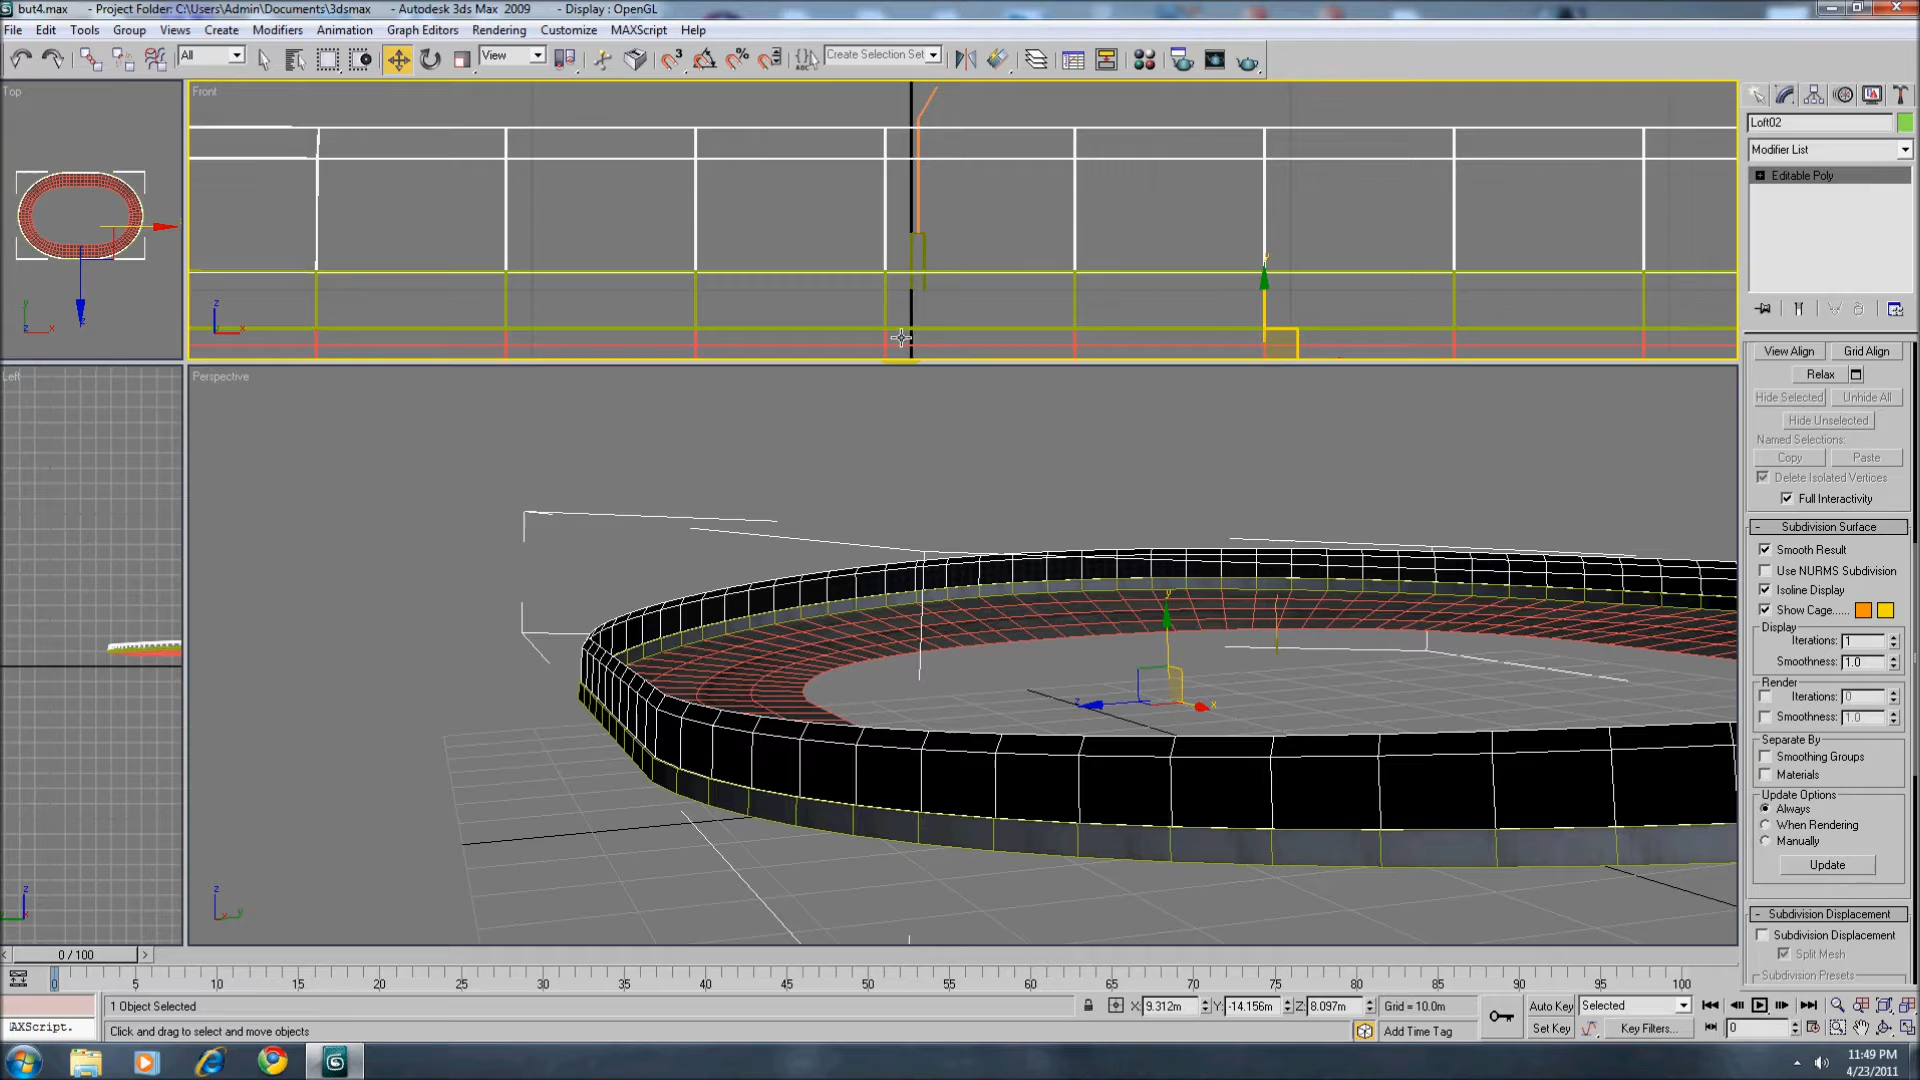 but4.max - Project Folder: C:\Users\Admin\Documents\3dsmax - Autodesk 3ds Max 2009 - Display : OpenGL
File Edit Tools Group Views Create Modifiers Animation Graph Editors Rendering Customize MAXScript Help
All View Create Selection Set
Top Front
Loft02
Modifier List
Editable Poly
View Align Grid Align
Left Perspective
Relax
Hide Selected Unhide All
Hide Unselected
Named Selections:
Copy Paste
Delete Isolated Vertices
Full Interactivity
Subdivision Surface
Smooth Result
Use NURMS Subdivision
Isoline Display
Show Cage......
Display
Iterations: 1
Smoothness: 1.0
Render
Iterations: 0
Smoothness: 1.0
Separate By
Smoothing Groups
Materials
Update Options
Always
When Rendering
Manually
Update
Subdivision Displacement
Subdivision Displacement
Split Mesh
Subdivision Presets
0 / 100
0 5 10 15 20 25 30 35 40 45 50 55 60 65 70 75 80 85 90 95 100
1 Object Selected X: 9.312m Y: -14.156m Z: 8.097m Grid = 10.0m Auto Key Selected
AXScript. Click and drag to select and move objects Add Time Tag Set Key Key Filters... 0
11:49 PM
4/23/2011